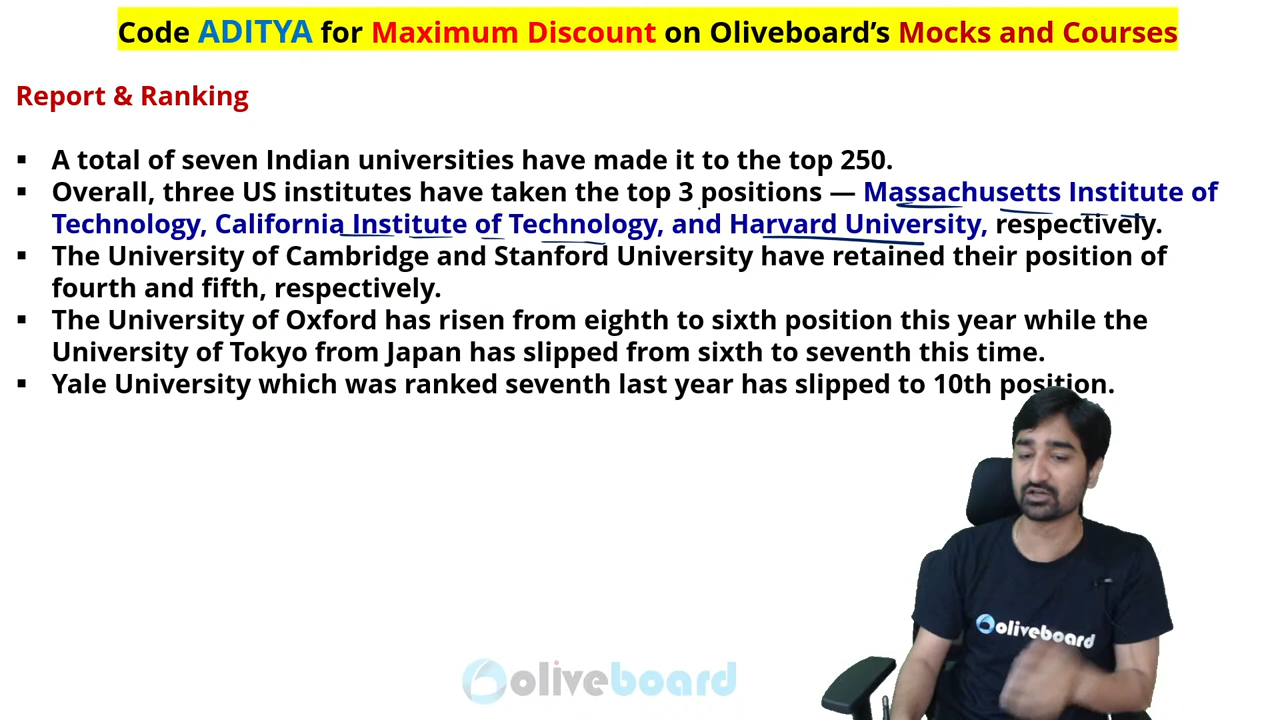 Code ADITYA for Maximum Discount on Oliveboard’s Mocks and Courses
Report & Ranking
▪ A total of seven Indian universities have made it to the top 250.
▪ Overall, three US institutes have taken the top 3 positions — Massachusetts Institute of
Technology, California Institute of Technology, and Harvard University, respectively.
▪ The University of Cambridge and Stanford University have retained their position of
fourth and fifth, respectively.
▪ The University of Oxford has risen from eighth to sixth position this year while the
University of Tokyo from Japan has slipped from sixth to seventh this time.
▪ Yale University which was ranked seventh last year has slipped to 10th position.
oliveboard
oliveboard